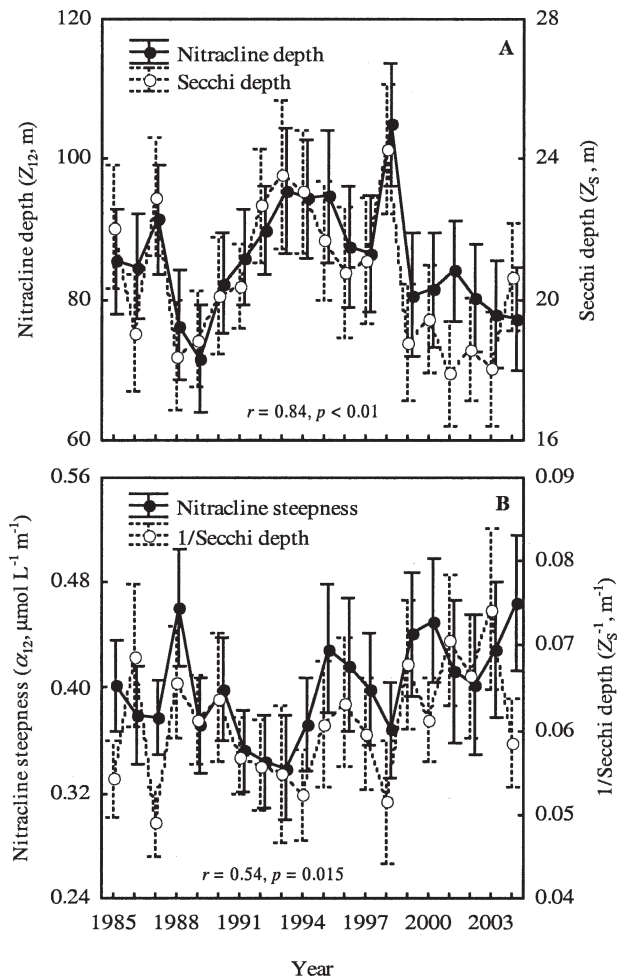 120
100
80
60
Nitracline depth (Z12, m)
Nitracline depth
Secchi depth
A
28
24
20
16
Secchi depth (ZS, m)
r = 0.84, p < 0.01
0.56
0.48
0.40
0.32
0.24
Nitracline steepness (α12, μmol L-1 m-1)
Nitracline steepness
1/Secchi depth
B
0.09
0.08
0.07
0.06
0.05
0.04
1/Secchi depth (ZS-1, m-1)
r = 0.54, p = 0.015
1985 1988 1991 1994 1997 2000 2003
Year